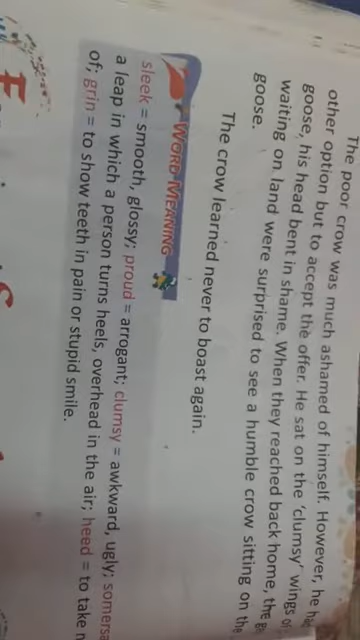 The poor crow was much ashamed of himself. However, he
other option but to accept the offer. He sat on the 'clumsy' wings
goose, his head bent in shame. When they reached back home, the
waiting on land were surprised to see a humble crow sitting on the
goose.
The crow learned never to boast again.
WORD MEANING
sleek = smooth, glossy; proud = arrogant; clumsy = awkward, ugly;
a leap in which a person turns heels, overhead in the air; heed = to take
of; grin = to show teeth in pain or stupid smile.